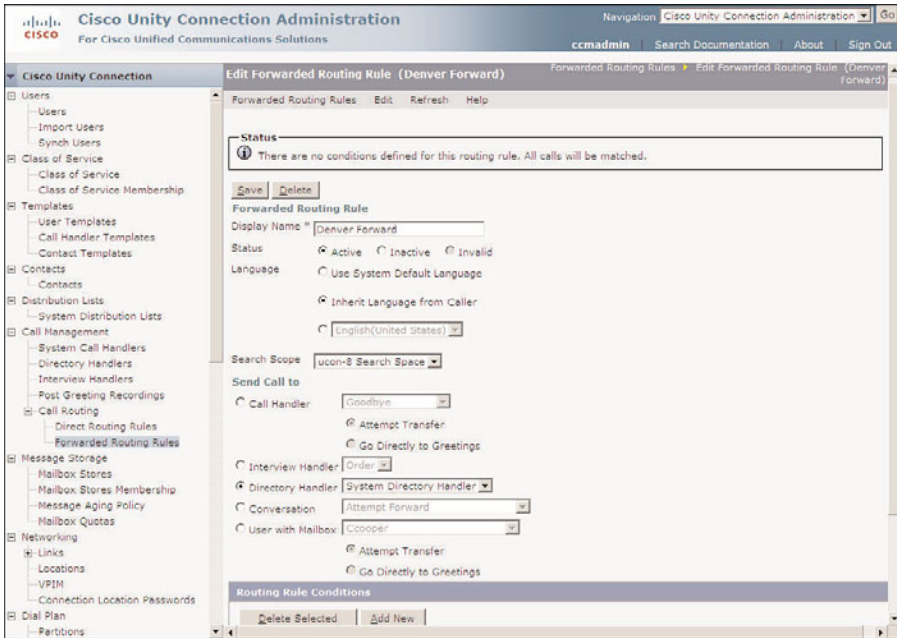 cisco
Cisco Unity Connection Administration
For Cisco Unified Communications Solutions
Navigation Cisco Unity Connection Administration Go
ccmadmin Search Documentation About Sign Out
Cisco Unity Connection
Users
Users
Import Users
Synch Users
Class of Service
Class of Service
Class of Service Membership
Templates
User Templates
Call Handler Templates
Contact Templates
Contacts
Contacts
Distribution Lists
System Distribution Lists
Call Management
System Call Handlers
Directory Handlers
Interview Handlers
Post Greeting Recordings
Call Routing
Direct Routing Rules
Forwarded Routing Rules
Message Storage
Mailbox Stores
Mailbox Stores Membership
Message Aging Policy
Mailbox Quotas
Networking
Links
Locations
VPIM
Connection Location Passwords
Dial Plan
Partitions
Edit Forwarded Routing Rule (Denver Forward)
Forwarded Routing Rules Edit Forwarded Routing Rule (Denver
Forward)
Forwarded Routing Rules Edit Refresh Help
Status
There are no conditions defined for this routing rule. All calls will be matched.
Save Delete
Forwarded Routing Rule
Display Name * Denver Forward
Status Active Inactive Invalid
Language Use System Default Language
Inherit Language from Caller
English(United States)
Search Scope ucon-8 Search Space
Send Call to
Call Handler Goodbye
Attempt Transfer
Go Directly to Greetings
Interview Handler Order
Directory Handler System Directory Handler
Conversation Attempt Forward
User with Mailbox Ccooper
Attempt Transfer
Go Directly to Greetings
Routing Rule Conditions
Delete Selected Add New